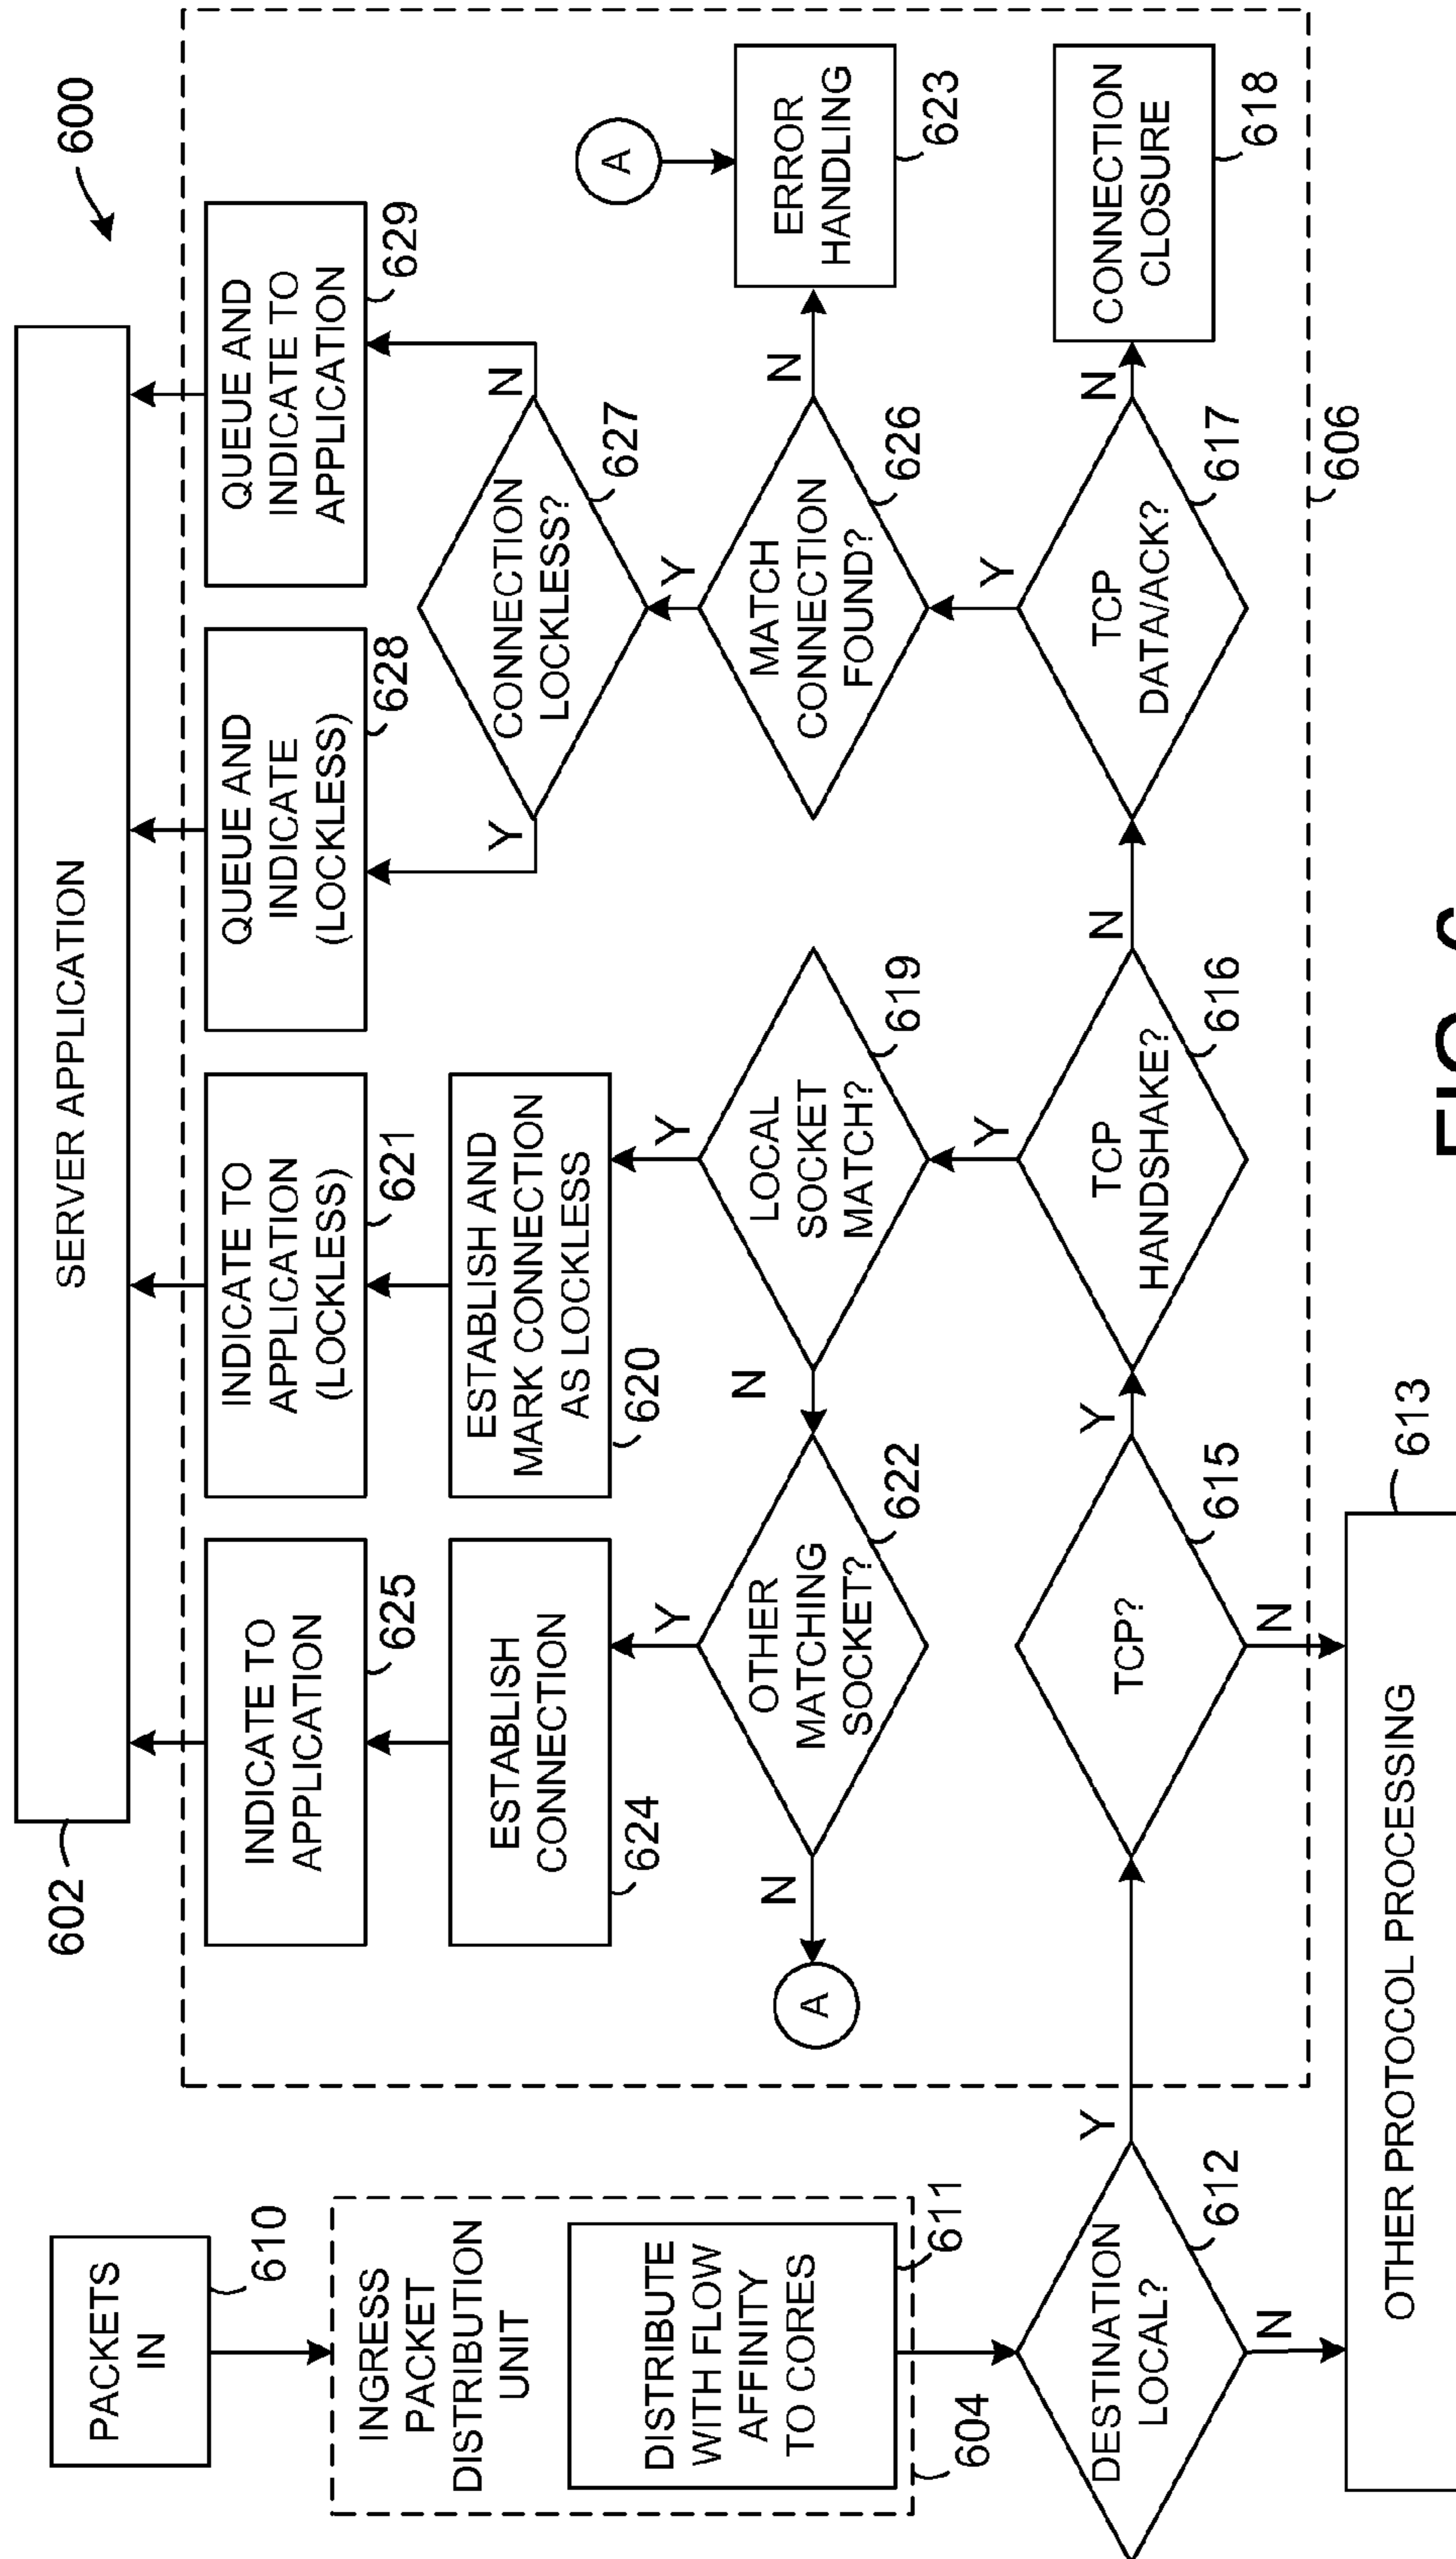 600
SERVER APPLICATION
602
PACKETS
IN
610
INGRESS
PACKET
DISTRIBUTION
UNIT
DISTRIBUTE
WITH FLOW
AFFINITY
TO CORES
611
604
DESTINATION
LOCAL?
612
Y
N
INDICATE TO
APPLICATION
625
INDICATE TO
APPLICATION
(LOCKLESS)
621
QUEUE AND
INDICATE
(LOCKLESS)
628
QUEUE AND
INDICATE TO
APPLICATION
629
ESTABLISH
CONNECTION
624
ESTABLISH AND
MARK CONNECTION
AS LOCKLESS
620
Y
CONNECTION
LOCKLESS?
627
N
A
N
OTHER
MATCHING
SOCKET?
622
Y
N
LOCAL
SOCKET
MATCH?
619
Y
MATCH
CONNECTION
FOUND?
626
Y
N
A
ERROR
HANDLING
623
TCP?
615
Y
N
TCP
HANDSHAKE?
616
Y
N
TCP
DATA/ACK?
617
Y
N
CONNECTION
CLOSURE
618
606
OTHER PROTOCOL PROCESSING
613